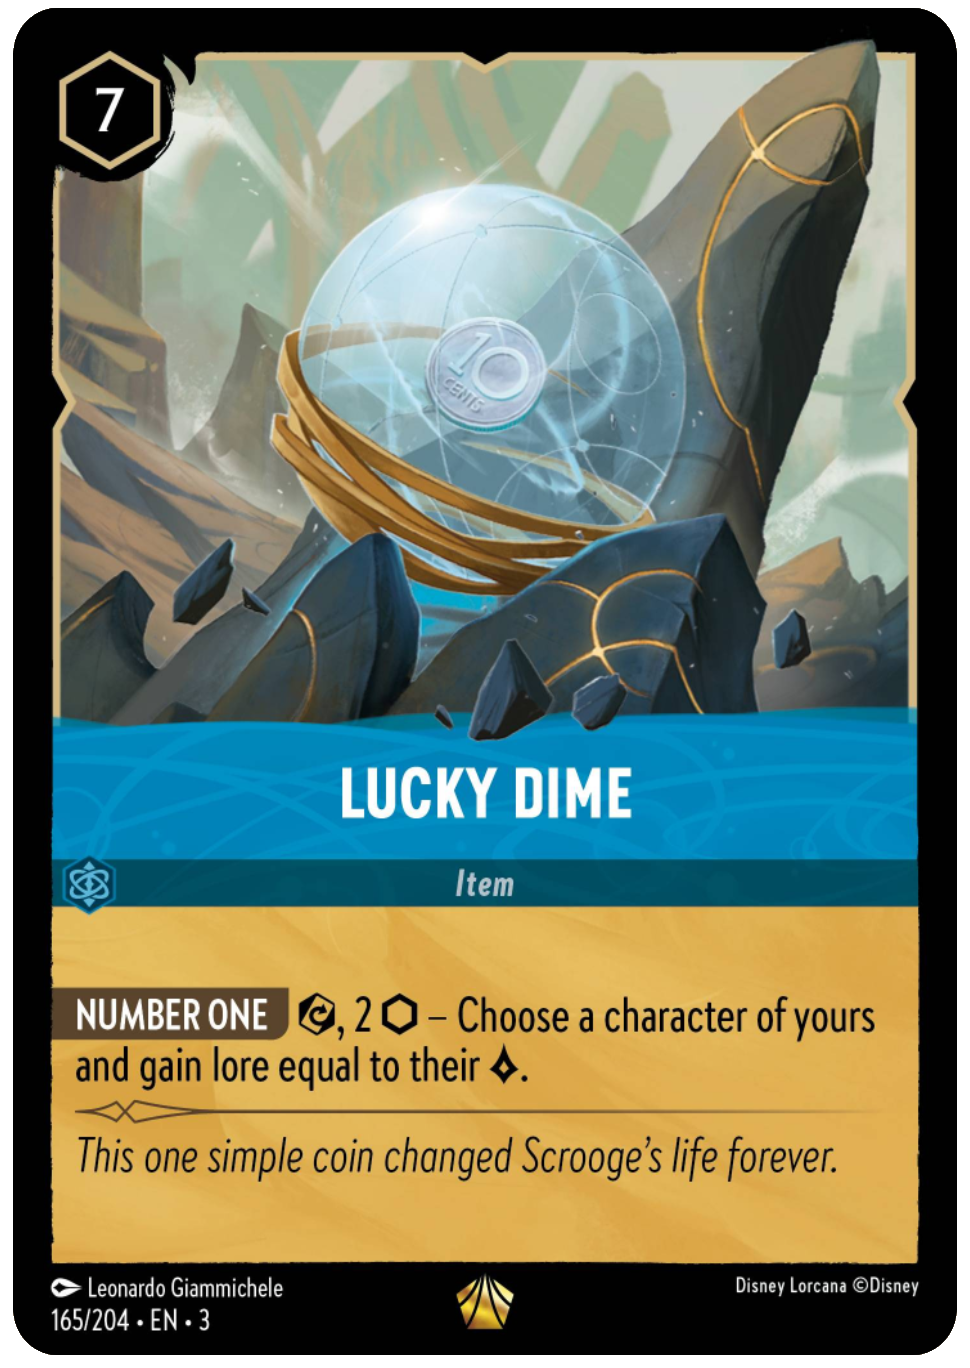 7
10
CENTS
LUCKY DIME
Item
NUMBER ONE , 2 – Choose a character of yours
and gain lore equal to their .
This one simple coin changed Scrooge's life forever.
Leonardo Giammichele
Disney Lorcana ©Disney
165/204 • EN • 3